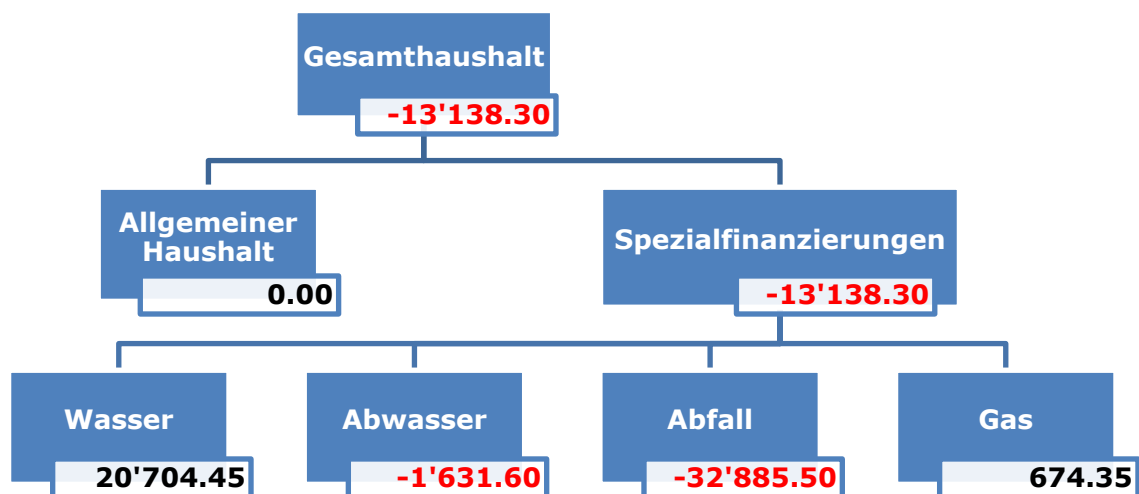 Gesamthaushalt
-13'138.30
Allgemeiner
Haushalt
0.00
Spezialfinanzierungen
-13'138.30
Wasser
20'704.45
Abwasser
-1'631.60
Abfall
-32'885.50
Gas
674.35